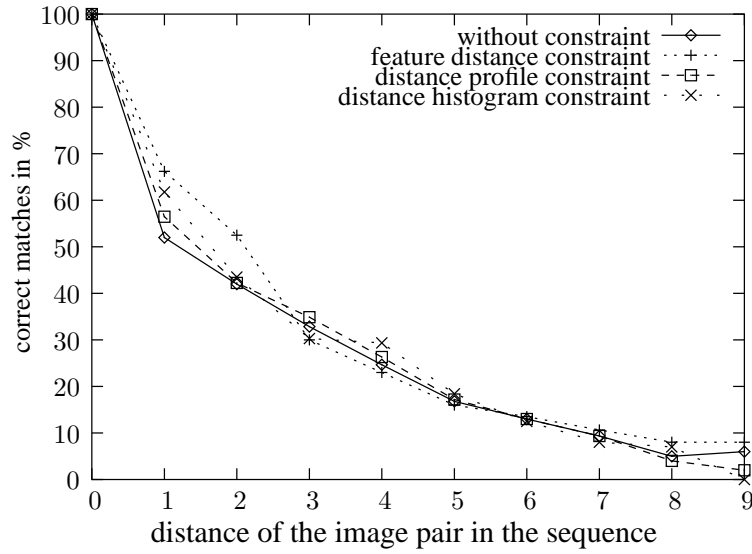 100
90
80
70
60
50
40
30
20
10
0
correct matches in %
without constraint
feature distance constraint
distance profile constraint
distance histogram constraint
0 1 2 3 4 5 6 7 8 9
distance of the image pair in the sequence